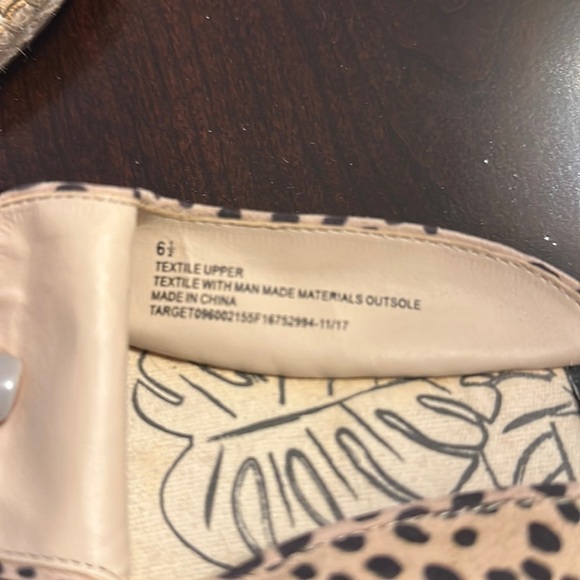 6½
TEXTILE UPPER
TEXTILE WITH MAN MADE MATERIALS OUTSOLE
MADE IN CHINA
TARGET096002155F16752994-11/17